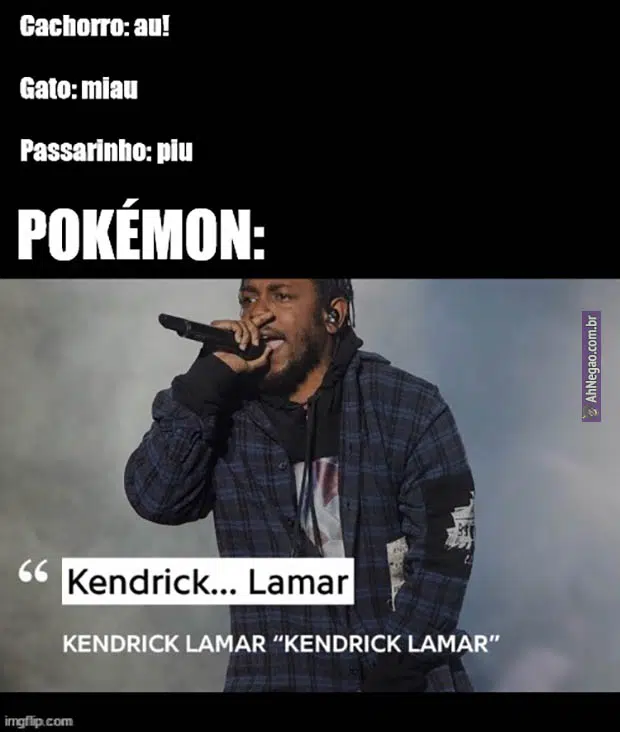 Cachorro: au!
Gato: miau
Passarinho: piu
POKÉMON:
AhNegao.com.br
“ Kendrick... Lamar
KENDRICK LAMAR “KENDRICK LAMAR”
imgflip.com